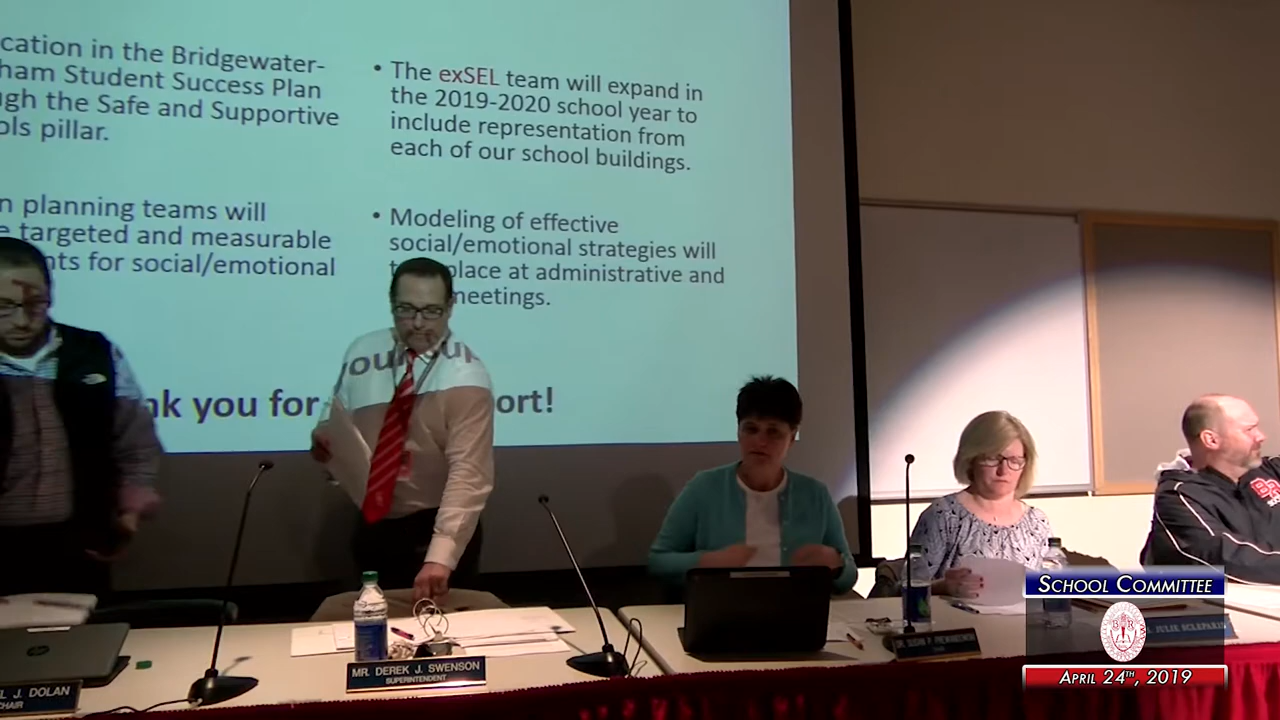 cation in the Bridgewater-
ham Student Success Plan
ugh the Safe and Supportive
ols pillar.
n planning teams will
e targeted and measurable
nts for social/emotional
• The exSEL team will expand in
the 2019-2020 school year to
include representation from
each of our school buildings.
• Modeling of effective
social/emotional strategies will
place at administrative and
meetings.
nk you for your sup ort!
L J. DOLAN
CHAIR
MR. DEREK J. SWENSON
SUPERINTENDENT
SCHOOL COMMITTEE
APRIL 24TH, 2019